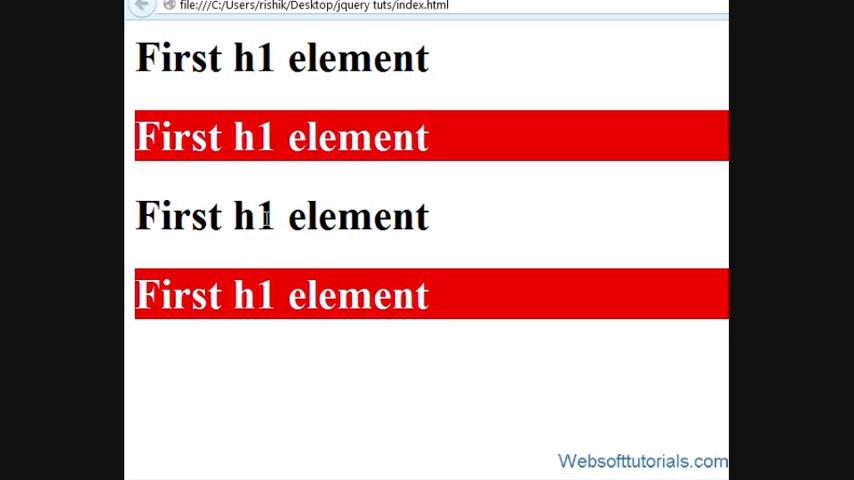 file:///C:/Users/rishik/Desktop/jquery tuts/index.html
First h1 element
First h1 element
First h1 element
First h1 element
Websofttutorials.com